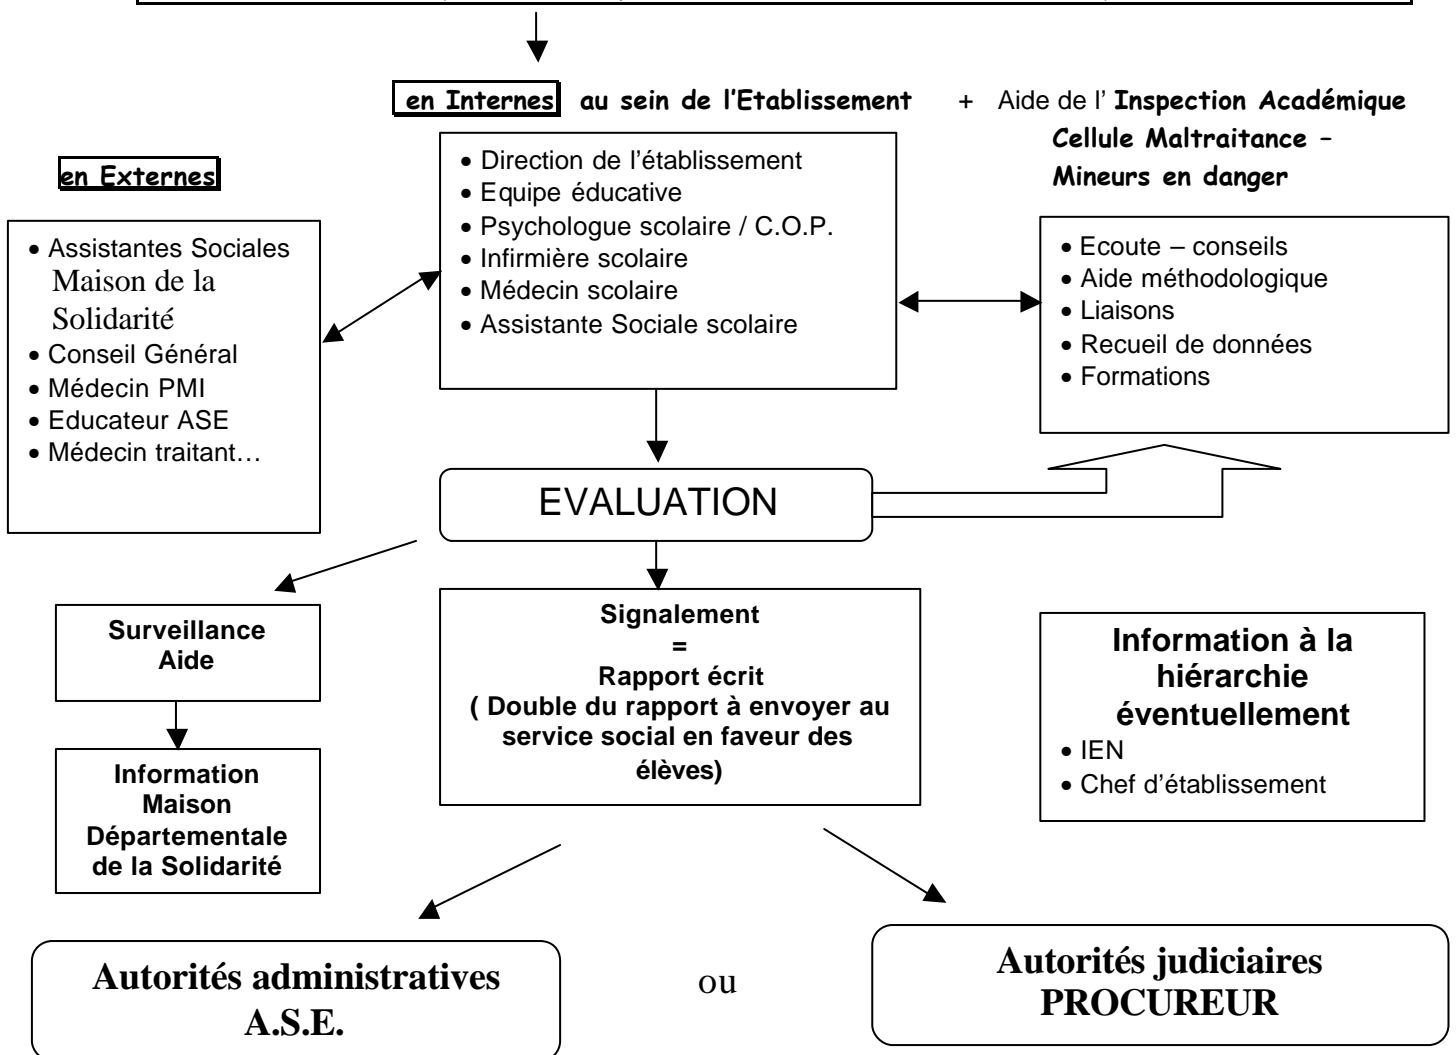 en Internes au sein de l'Etablissement + Aide de l' Inspection Académique
Cellule Maltraitance –
Mineurs en danger
en Externes
• Direction de l'établissement
• Equipe éducative
• Psychologue scolaire / C.O.P.
• Infirmière scolaire
• Médecin scolaire
• Assistante Sociale scolaire
• Assistantes Sociales
Maison de la
Solidarité
• Conseil Général
• Médecin PMI
• Educateur ASE
• Médecin traitant…
• Ecoute – conseils
• Aide méthodologique
• Liaisons
• Recueil de données
• Formations
EVALUATION
Surveillance
Aide
Signalement
=
Rapport écrit
( Double du rapport à envoyer au
service social en faveur des
élèves)
Information à la
hiérarchie
éventuellement
• IEN
• Chef d'établissement
Information
Maison
Départementale
de la Solidarité
Autorités administratives
A.S.E.
ou
Autorités judiciaires
PROCUREUR